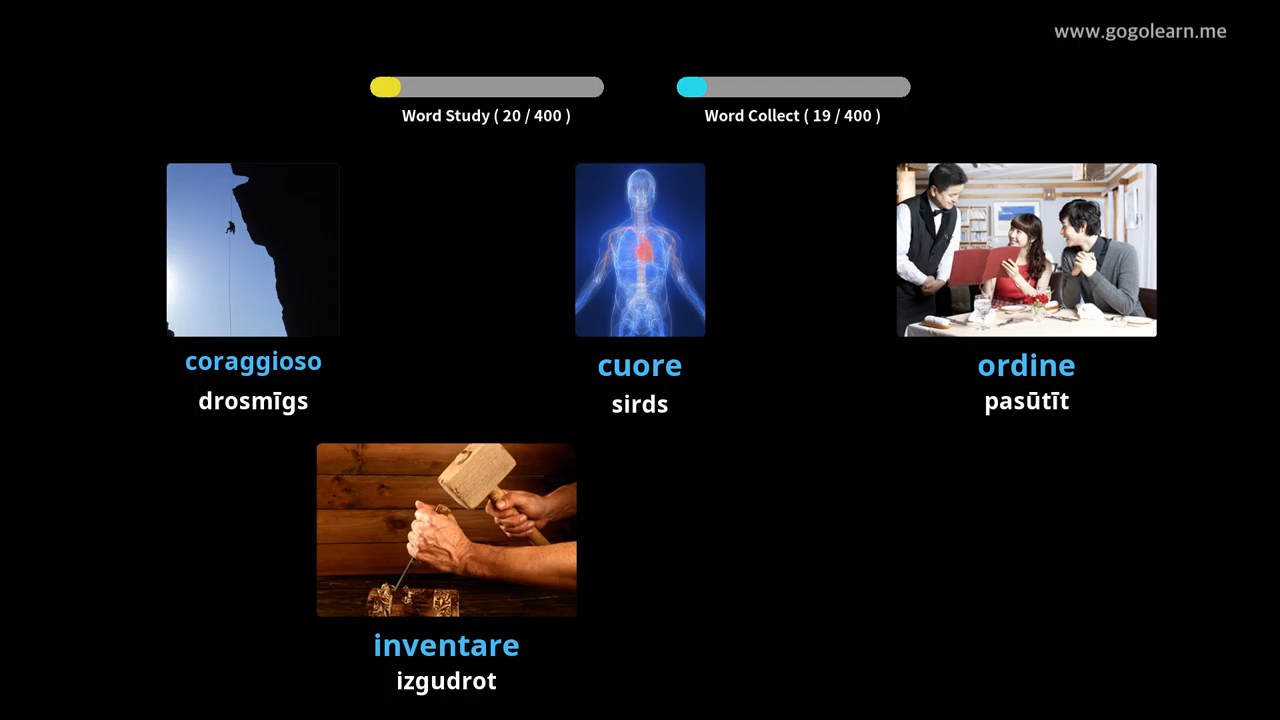 www.gogolearn.me
Word Study ( 20 / 400 )
Word Collect ( 19 / 400 )
coraggioso
drosmīgs
cuore
sirds
ordine
pasūtīt
inventare
izgudrot